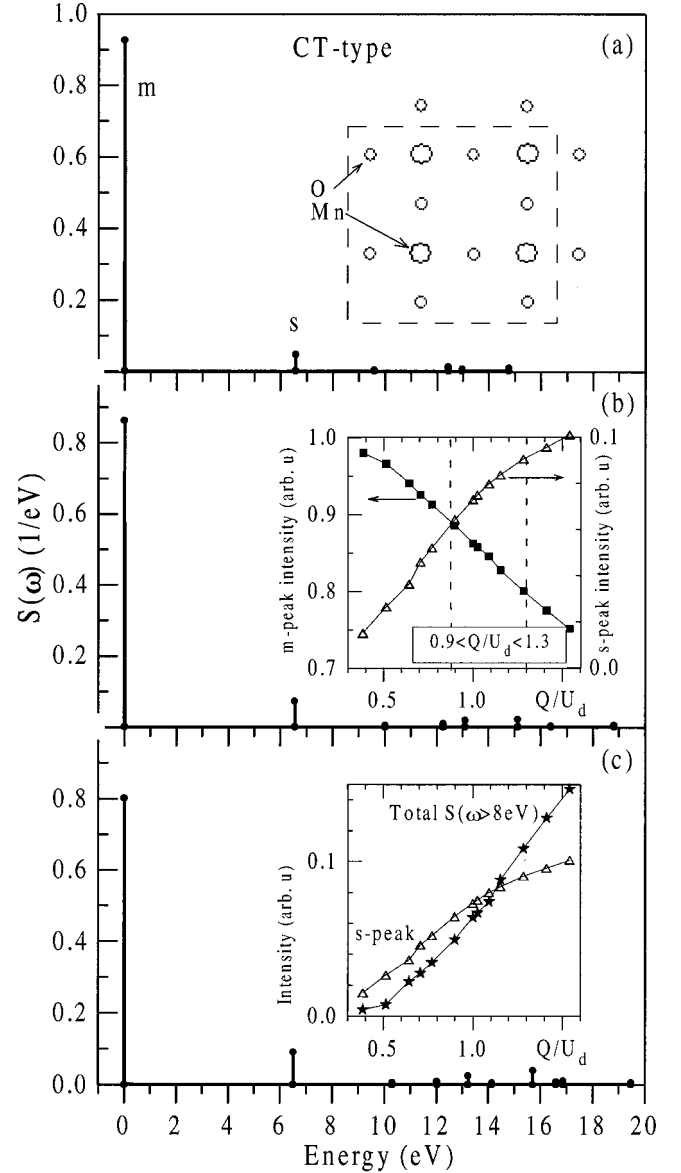 CT-type
(a)
1.0
0.8
0.6
0.4
0.2
m
s
O
Mn
S(ω) (1/eV)
(b)
0.8
0.6
0.4
0.2
1.0
0.9
0.8
0.7
m-peak intensity (arb. u)
0.1
0.0
s-peak intensity (arb. u)
0.9<Q/U_d<1.3
0.5
1.0
Q/U_d
(c)
0.8
0.6
0.4
0.2
0.0
Total S(ω>8eV)
s-peak
0.1
0.0
Intensity (arb. u)
0.5
1.0
Q/U_d
0 2 4 6 8 10 12 14 16 18 20
Energy (eV)